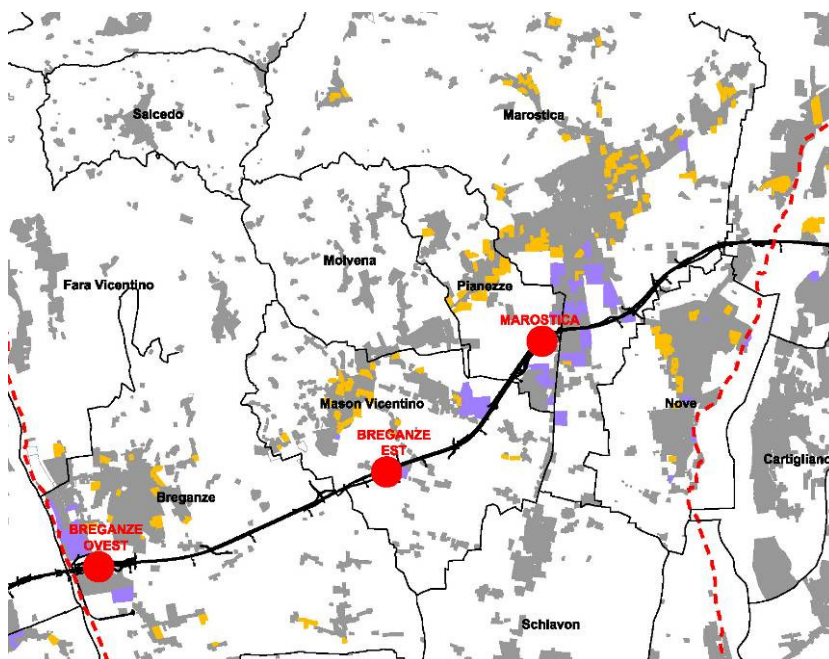 Salcedo
Marostica
Molvena
Fara Vicentino
Pianezze
MAROSTICA
Mason Vicentino
Nove
BREGANZE
EST
Cartigliano
Breganze
BREGANZE
OVEST
Schiavon